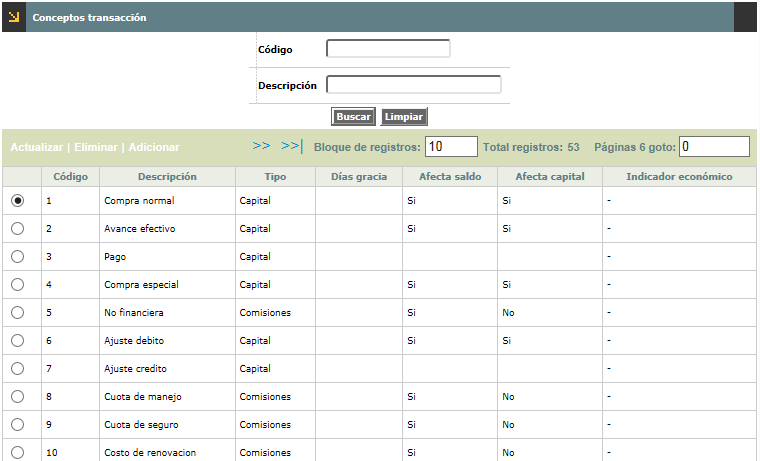 Conceptos transacción
Código
Descripción
Buscar Limpiar
Actualizar | Eliminar | Adicionar >> >>| Bloque de registros: 10 Total registros: 53 Páginas 6 goto: 0
Código Descripción Tipo Días gracia Afecta saldo Afecta capital Indicador económico
1 Compra normal Capital Si Si -
2 Avance efectivo Capital Si Si -
3 Pago Capital -
4 Compra especial Capital Si Si -
5 No financiera Comisiones Si No -
6 Ajuste debito Capital Si Si -
7 Ajuste credito Capital -
8 Cuota de manejo Comisiones Si No -
9 Cuota de seguro Comisiones Si No -
10 Costo de renovacion Comisiones Si No -